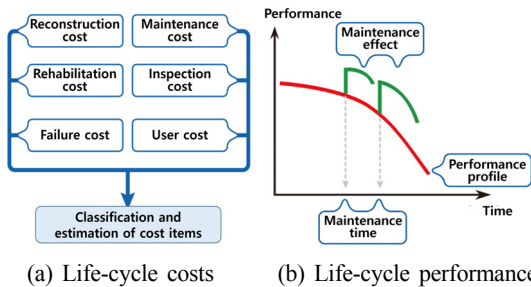 Reconstruction
cost
Maintenance
cost
Rehabilitation
cost
Inspection
cost
Failure cost
User cost
Classification and
estimation of cost items
(a) Life-cycle costs
Performance
Maintenance
effect
Performance
profile
Time
Maintenance
time
(b) Life-cycle performance